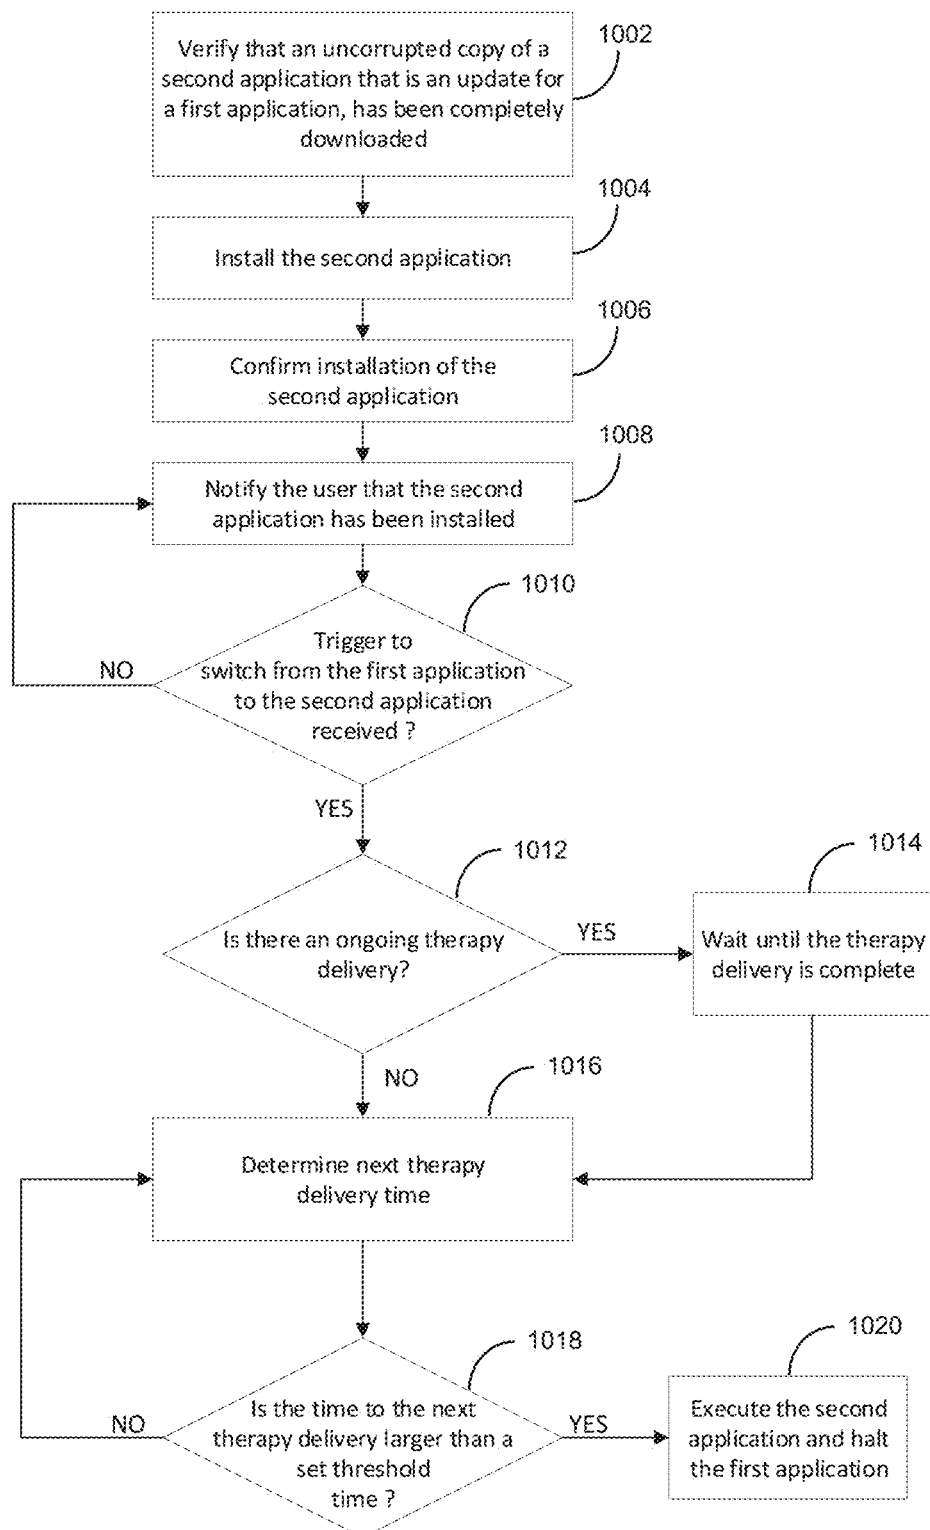 1002
Verify that an uncorrupted copy of a
second application that is an update for
a first application, has been completely
downloaded
1004
Install the second application
1006
Confirm installation of the
second application
1008
Notify the user that the second
application has been installed
1010
Trigger to
switch from the first application
to the second application
received ?
NO
YES
1012
Is there an ongoing therapy
delivery?
YES
1014
Wait until the therapy
delivery is complete
NO
1016
Determine next therapy
delivery time
1018
Is the time to the next
therapy delivery larger than a
set threshold
time ?
NO
YES
1020
Execute the second
application and halt
the first application